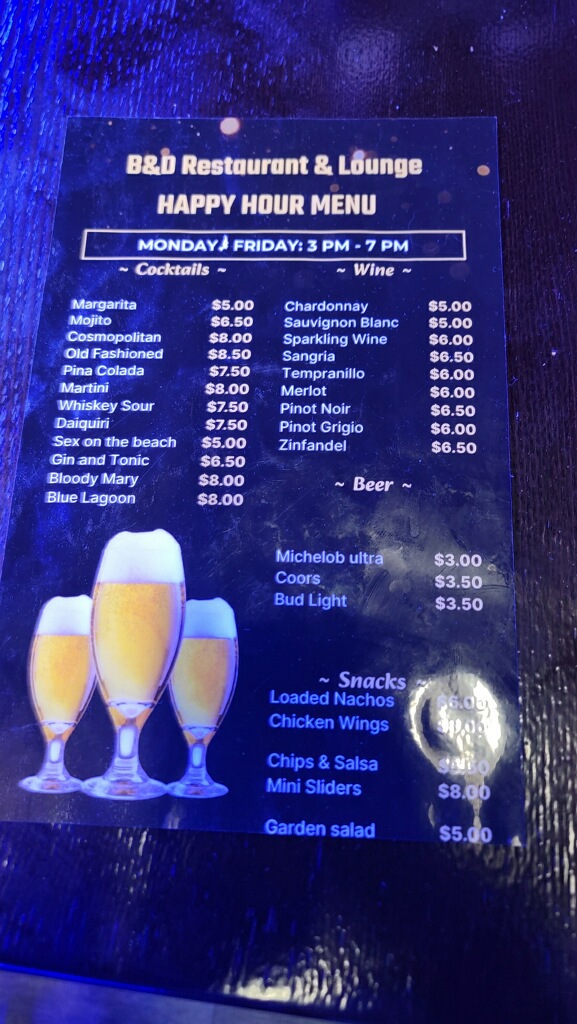 B&D Restaurant & Lounge
HAPPY HOUR MENU
MONDAY FRIDAY: 3 PM - 7 PM
~ Cocktails ~
Margarita $5.00
Mojito $6.50
Cosmopolitan $8.00
Old Fashioned $8.50
Pina Colada $7.50
Martini $8.00
Whiskey Sour $7.50
Daiquiri $7.50
Sex on the beach $5.00
Gin and Tonic $6.50
Bloody Mary $8.00
Blue Lagoon $8.00
~ Wine ~
Chardonnay $5.00
Sauvignon Blanc $5.00
Sparkling Wine $6.00
Sangria $6.50
Tempranillo $6.00
Merlot $6.00
Pinot Noir $6.50
Pinot Grigio $6.00
Zinfandel $6.50
~ Beer ~
Michelob ultra $3.00
Coors $3.50
Bud Light $3.50
~ Snacks ~
Loaded Nachos
Chicken Wings
Chips & Salsa
Mini Sliders $8.00
Garden salad $5.00